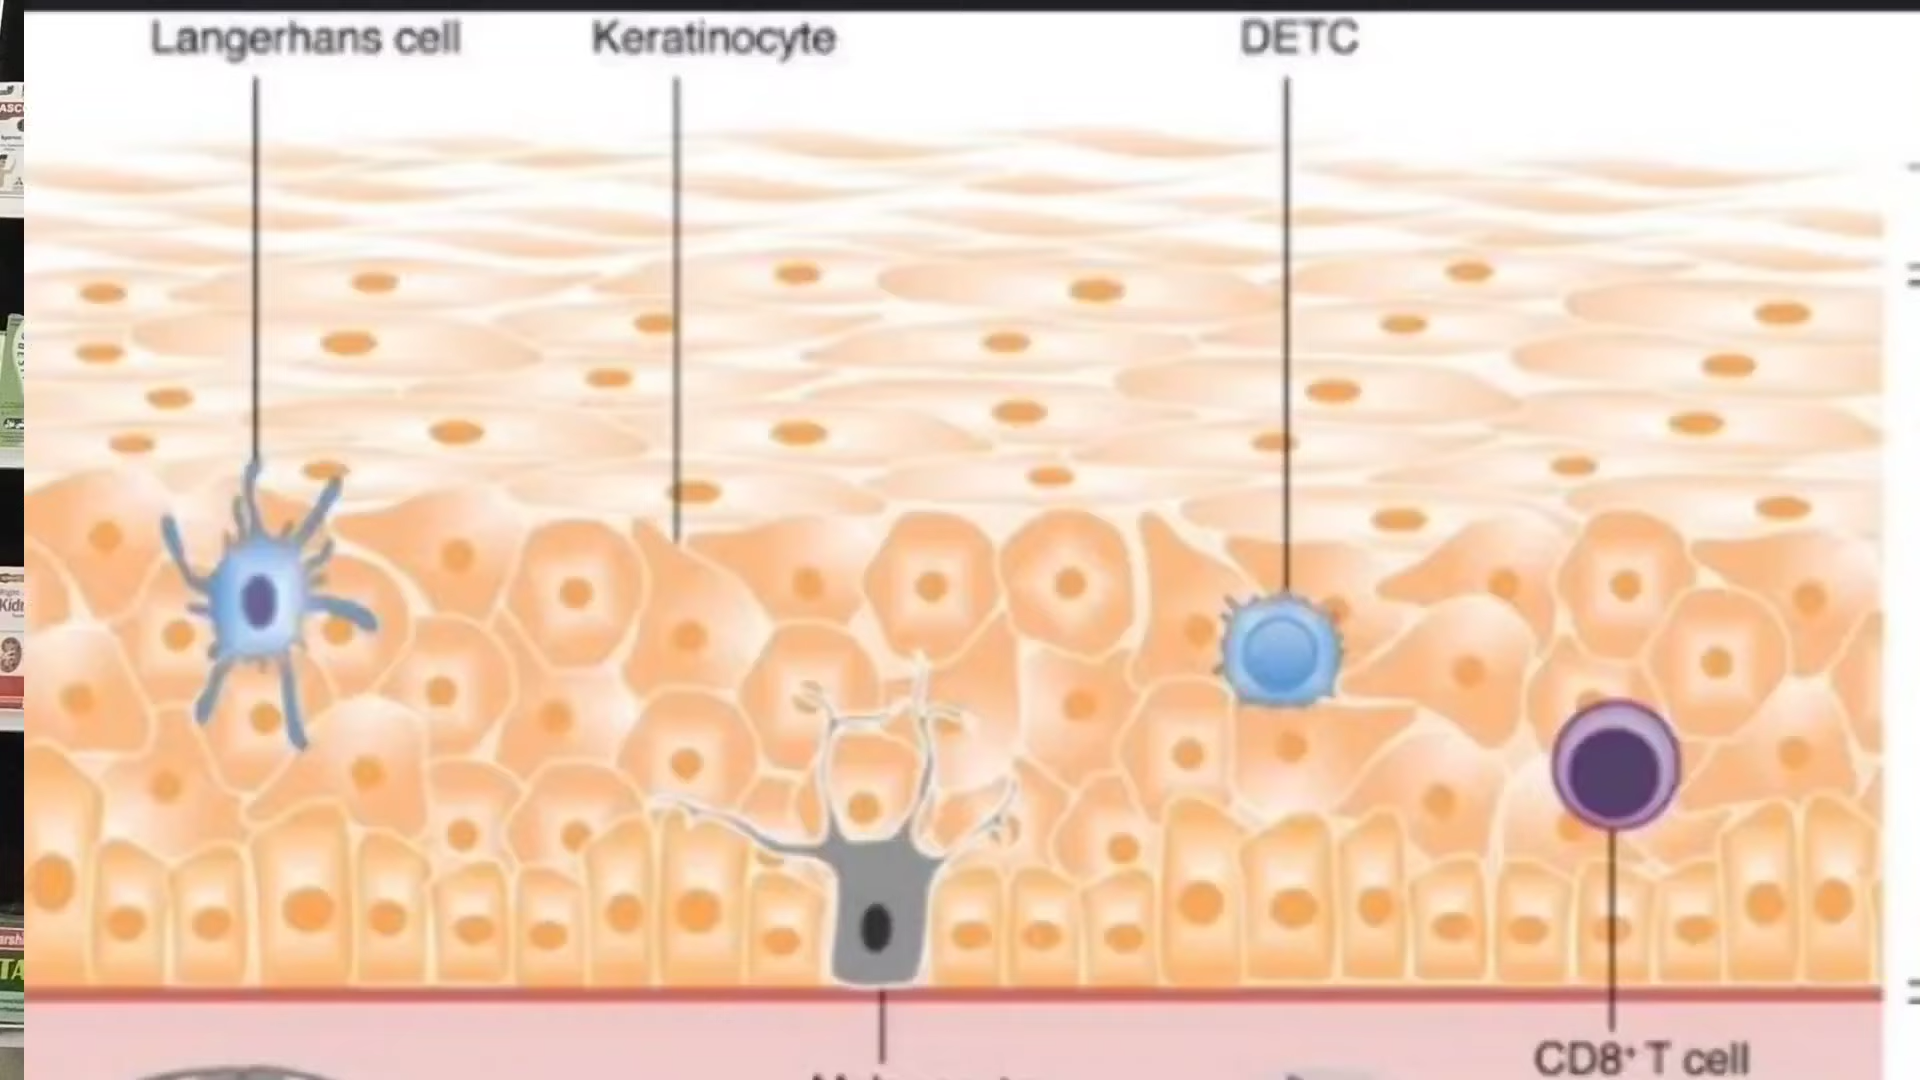 Langerhans cell
Keratinocyte
DETC
CD8⁺ T cell